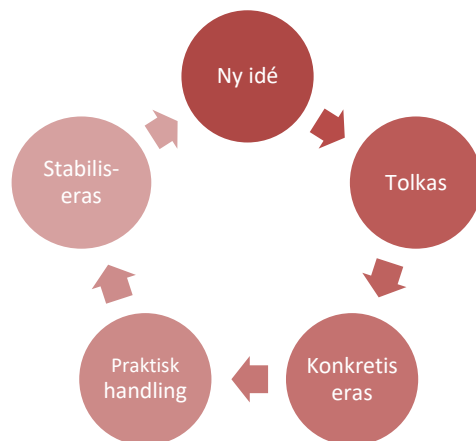 Ny idé
Tolkas
Konkretis
eras
Praktisk
handling
Stabilis-
eras